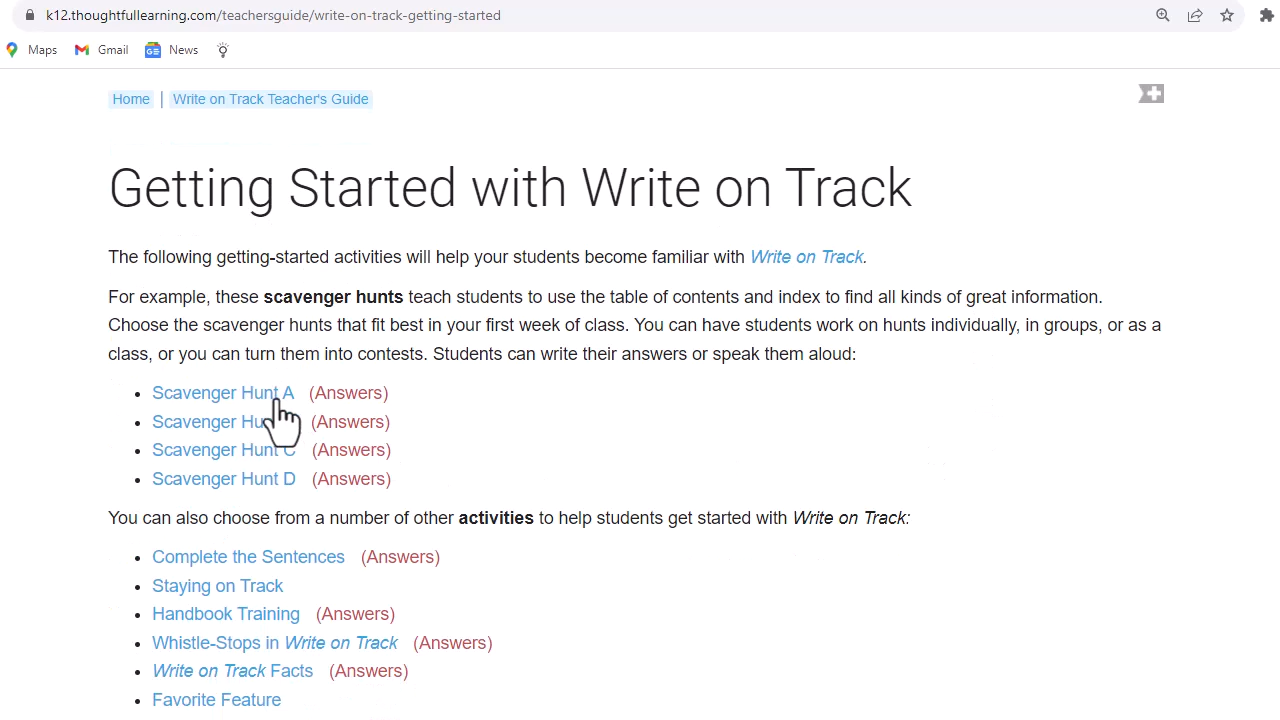 k12.thoughtfullearning.com/teachersguide/write-on-track-getting-started
Maps Gmail News
Home | Write on Track Teacher's Guide
Getting Started with Write on Track
The following getting-started activities will help your students become familiar with Write on Track.
For example, these scavenger hunts teach students to use the table of contents and index to find all kinds of great information.
Choose the scavenger hunts that fit best in your first week of class. You can have students work on hunts individually, in groups, or as a
class, or you can turn them into contests. Students can write their answers or speak them aloud:
• Scavenger Hunt A (Answers)
• Scavenger (Answers)
• Scavenger Hunt C (Answers)
• Scavenger Hunt D (Answers)
You can also choose from a number of other activities to help students get started with Write on Track:
• Complete the Sentences (Answers)
• Staying on Track
• Handbook Training (Answers)
• Whistle-Stops in Write on Track (Answers)
• Write on Track Facts (Answers)
• Favorite Feature